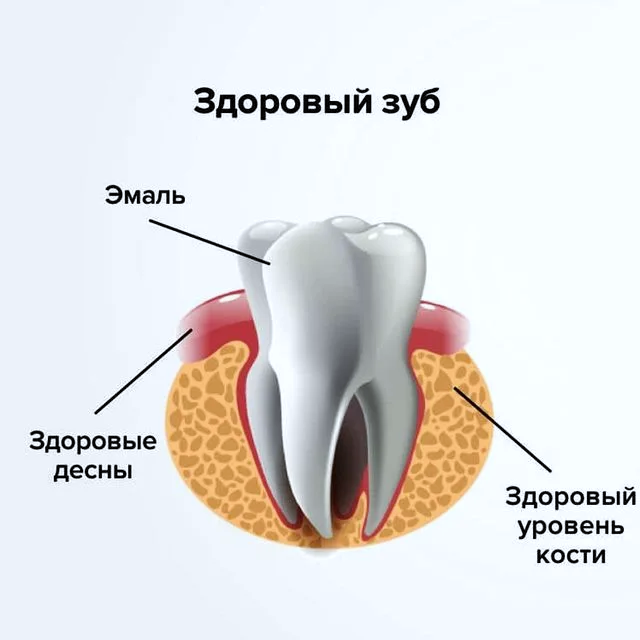 Здоровый зуб
Эмаль
Здоровые
десны
Здоровый
уровень
кости